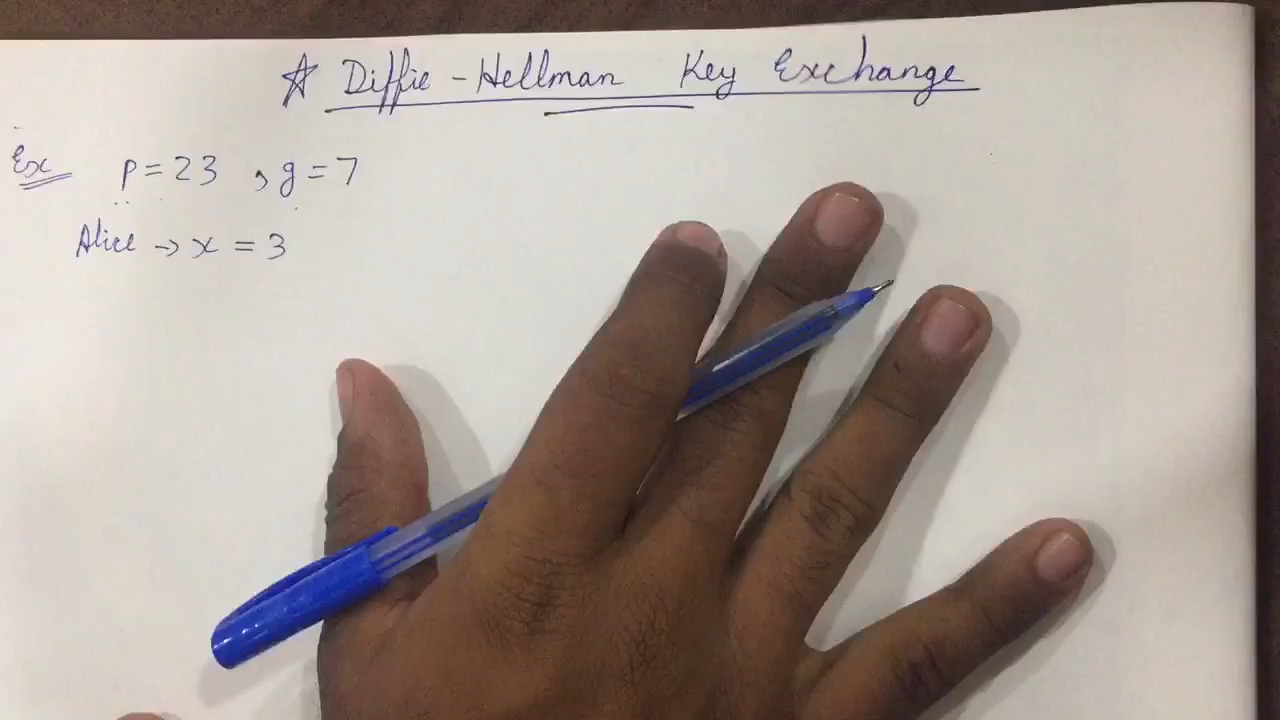 ☆ Diffie-Hellman Key Exchange
Ex p=23 , g=7
Alice → x = 3